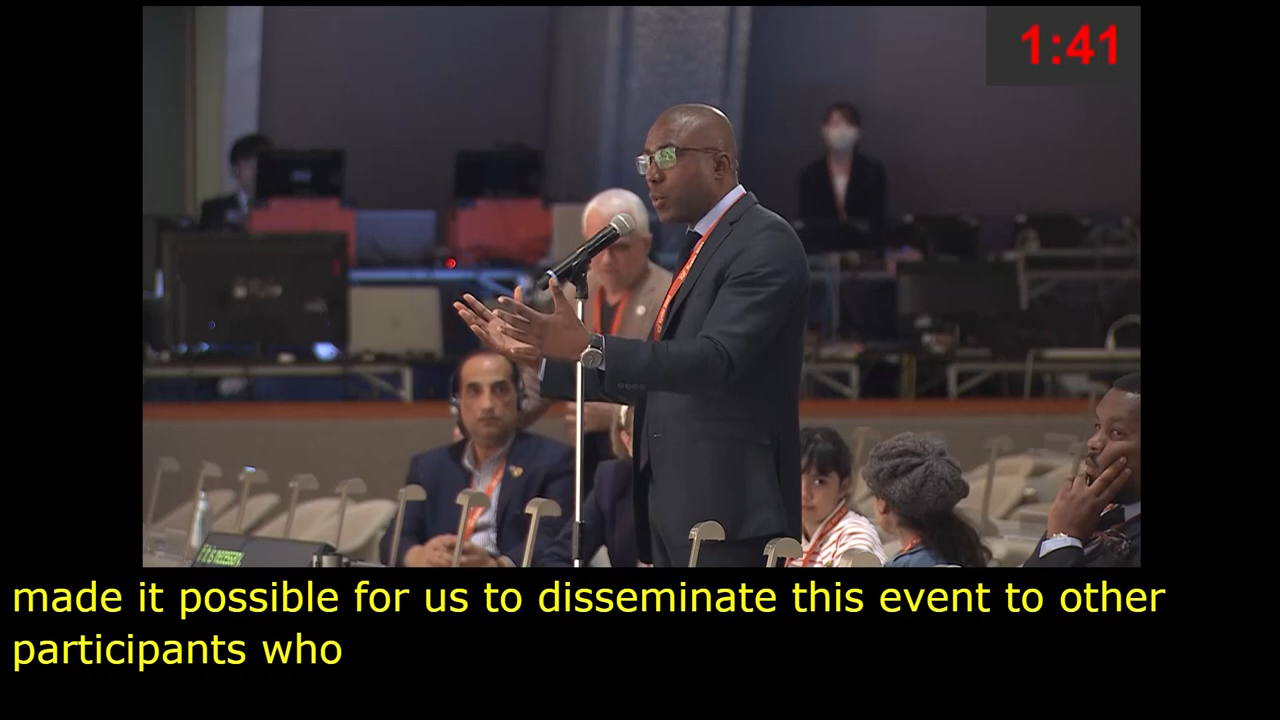 1:41
made it possible for us to disseminate this event to other
participants who